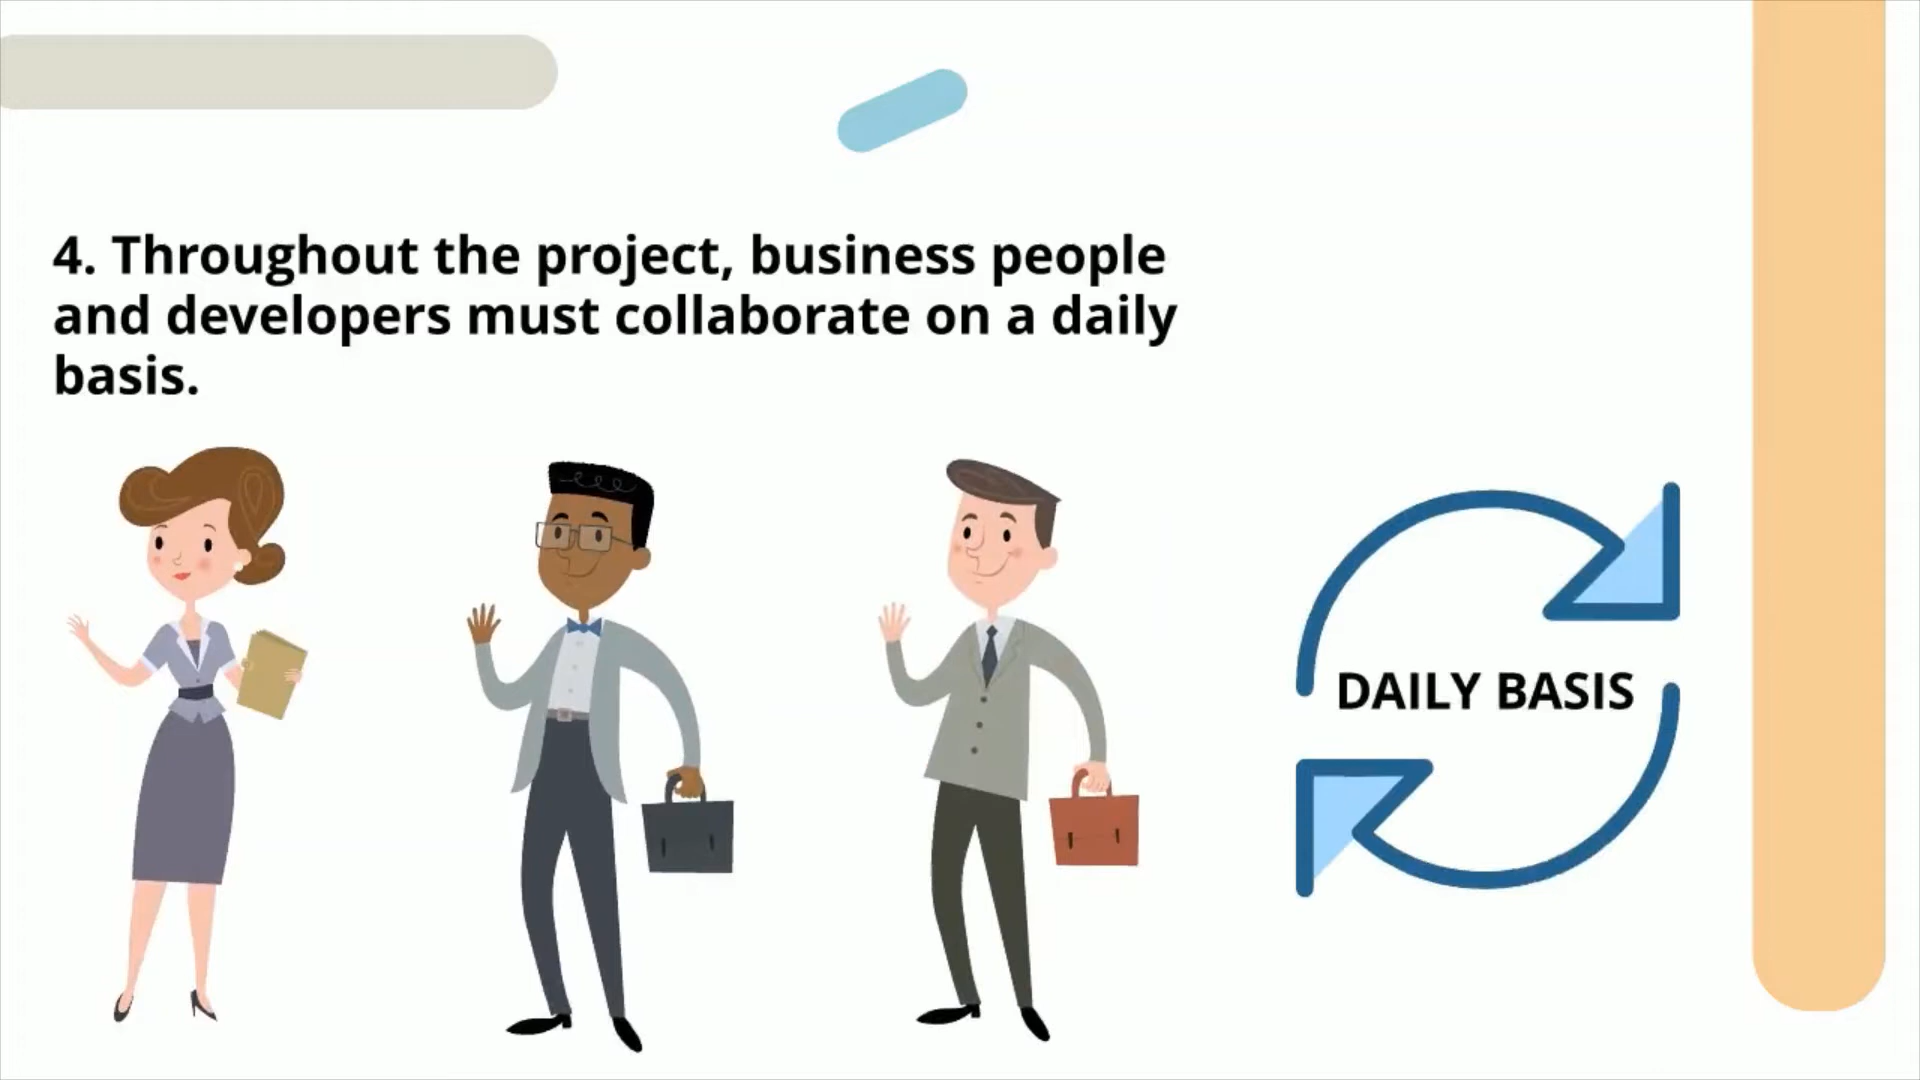 4. Throughout the project, business people
and developers must collaborate on a daily
basis.
DAILY BASIS